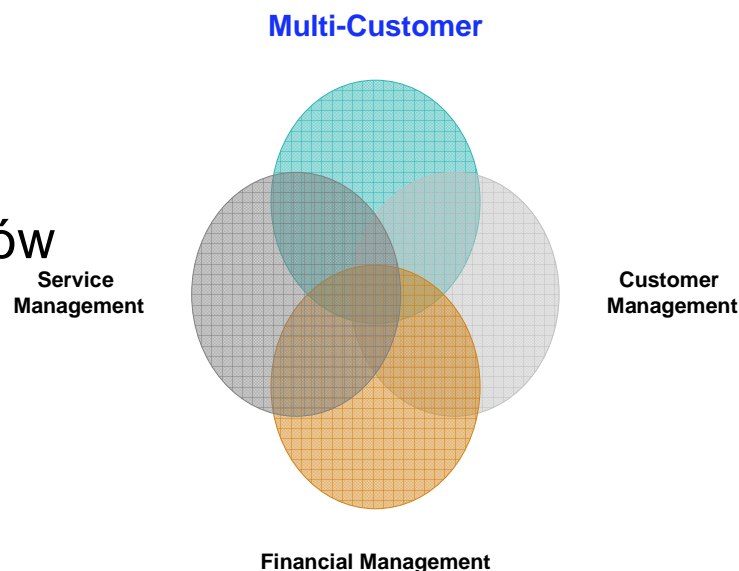 Multi-Customer
ów
Service
Management
Customer
Management
Financial Management